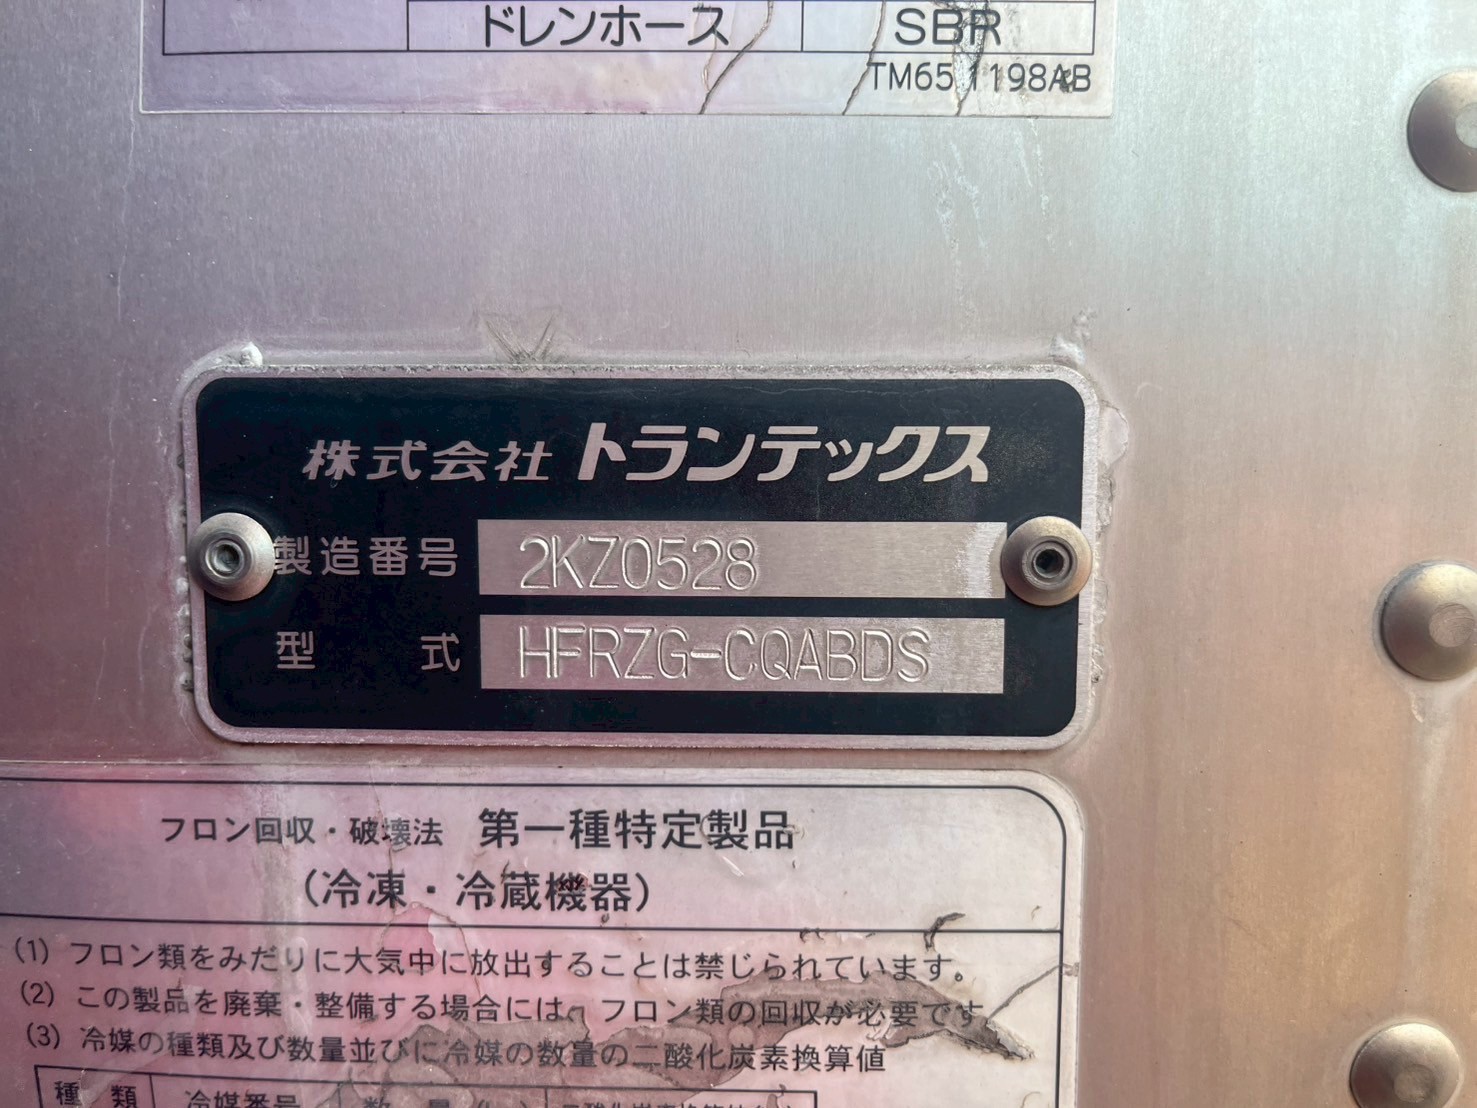 ドレンホース SBR
TM65 1198AB
株式会社トランテックス
製造番号 2KZ0528
型式 HFRZG-CQABDS
フロン回収・破壊法 第一種特定製品
(冷凍・冷蔵機器)
(1) フロン類をみだりに大気中に放出することは禁じられています。
(2) この製品を廃棄・整備する場合には、フロン類の回収が必要です
(3) 冷媒の種類及び数量並びに冷媒の数量の二酸化炭素換算値
種類 冷媒番号 数量